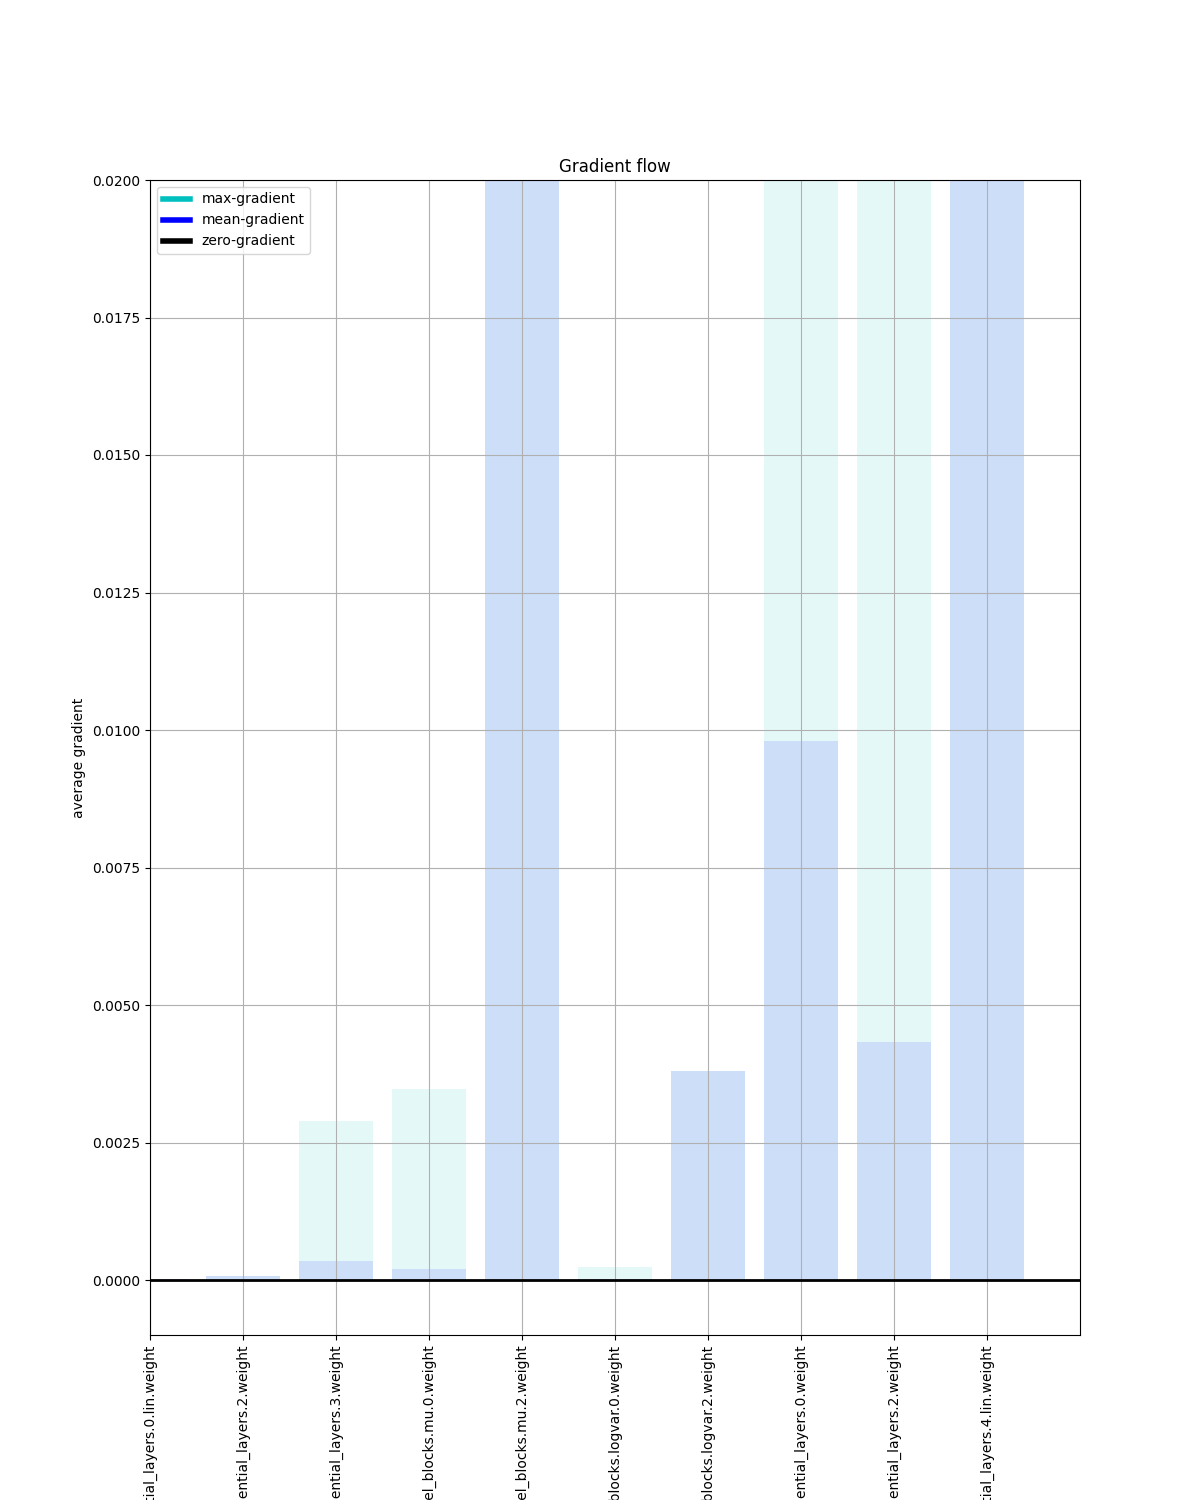 Gradient flow
max-gradient
mean-gradient
zero-gradient
0.0200
0.0175
0.0150
0.0125
0.0100
0.0075
0.0050
0.0025
0.0000
average gradient
tial_layers.0.lin.weight
ential_layers.2.weight
ential_layers.3.weight
el_blocks.mu.0.weight
el_blocks.mu.2.weight
blocks.logvar.0.weight
blocks.logvar.2.weight
ential_layers.0.weight
ential_layers.2.weight
tial_layers.4.lin.weight